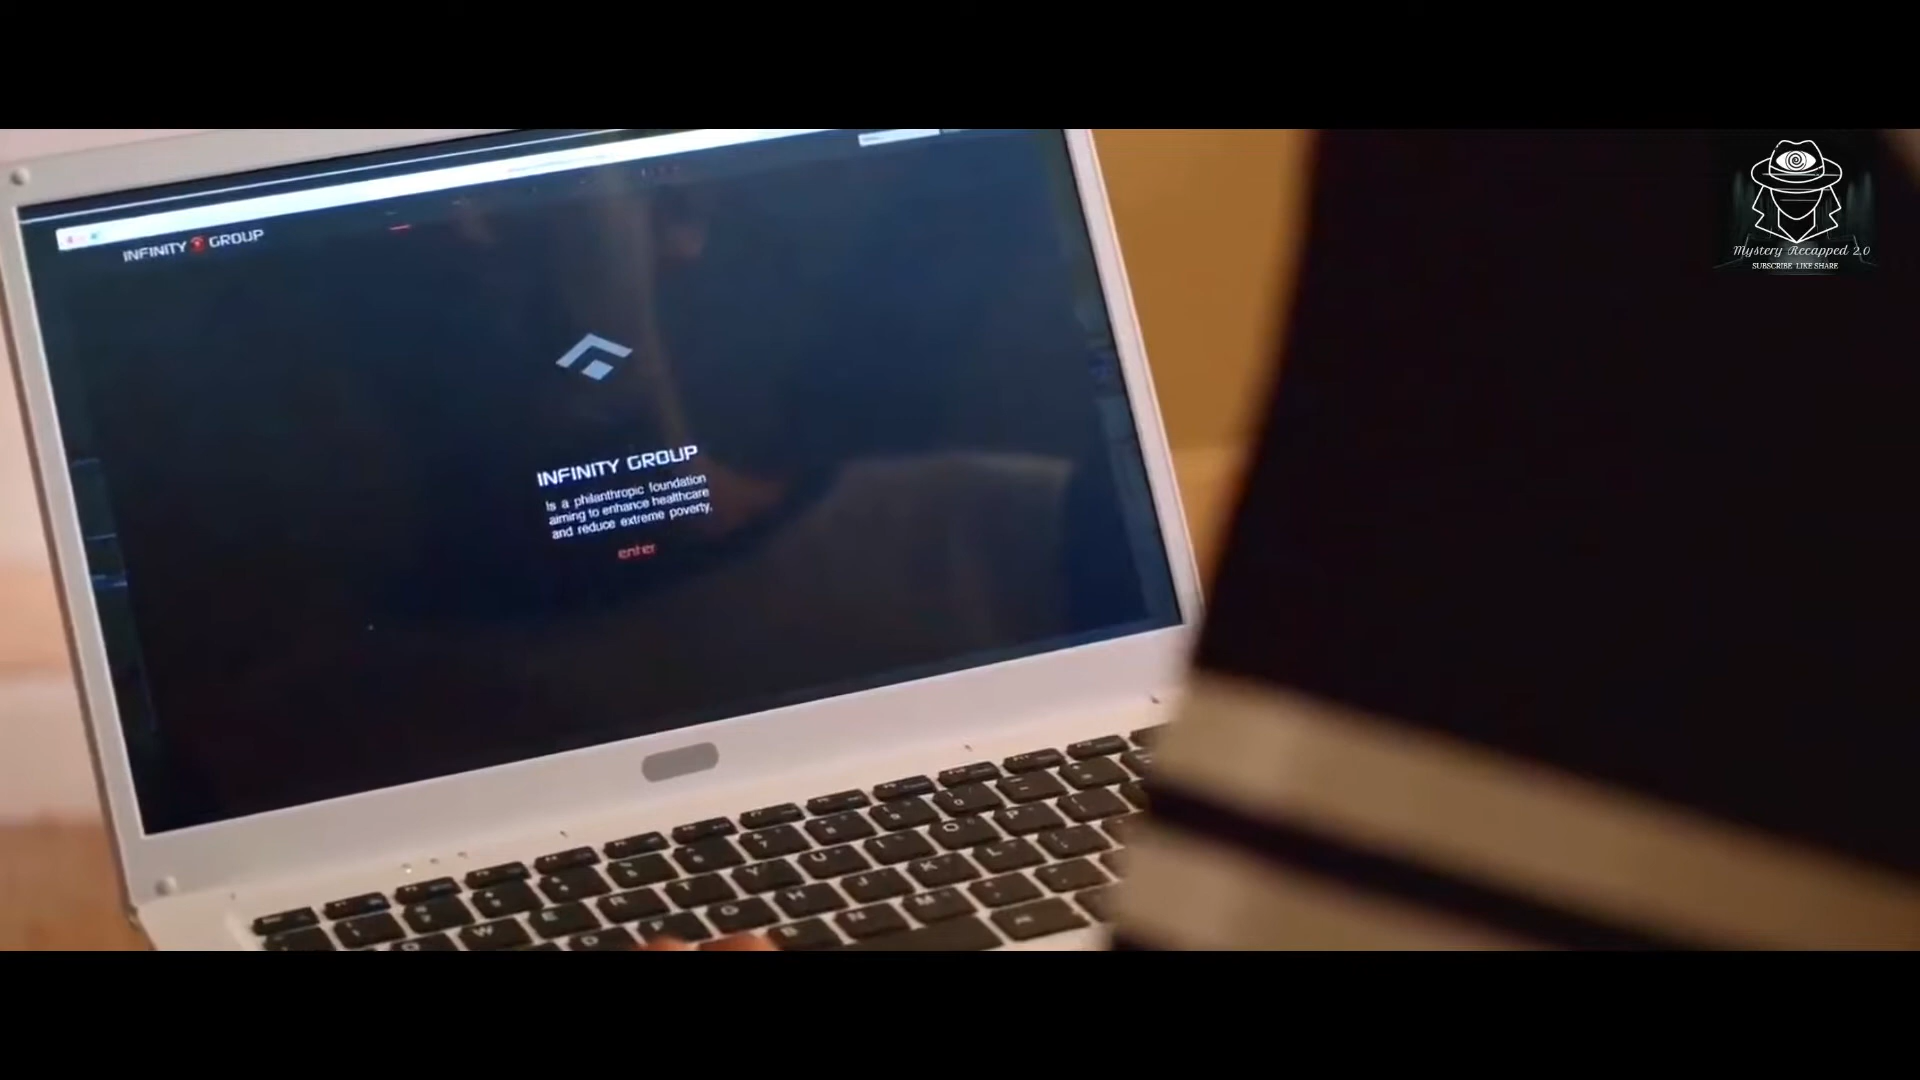 INFINITY GROUP
INFINITY GROUP
Is a philanthropic foundation
aiming to enhance healthcare
and reduce extreme poverty.
enter
Mystery Recapped 2.0
SUBSCRIBE LIKE SHARE
Q W E R T Y U I O P
D F G H J K L
B N M